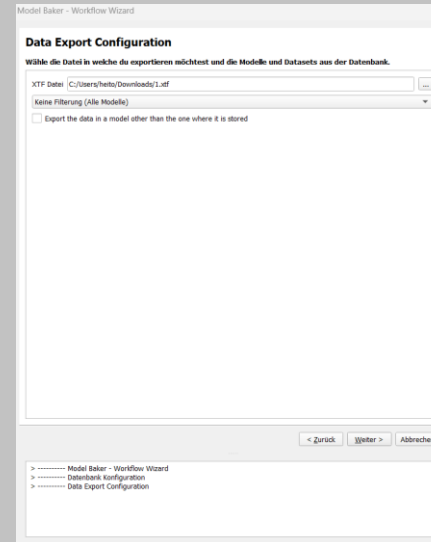 Model Baker - Workflow Wizard
Data Export Configuration
Wähle die Datei in welche du exportieren möchtest und die Modelle und Datasets aus der Datenbank.
XTF Datei C:/Users/heito/Downloads/1.xtf ...
Keine Filterung (Alle Modelle)
Export the data in a model other than the one where it is stored
< Zurück Weiter > Abbreche
> ---------- Model Baker - Workflow Wizard
> ---------- Datenbank Konfiguration
> ---------- Data Export Configuration